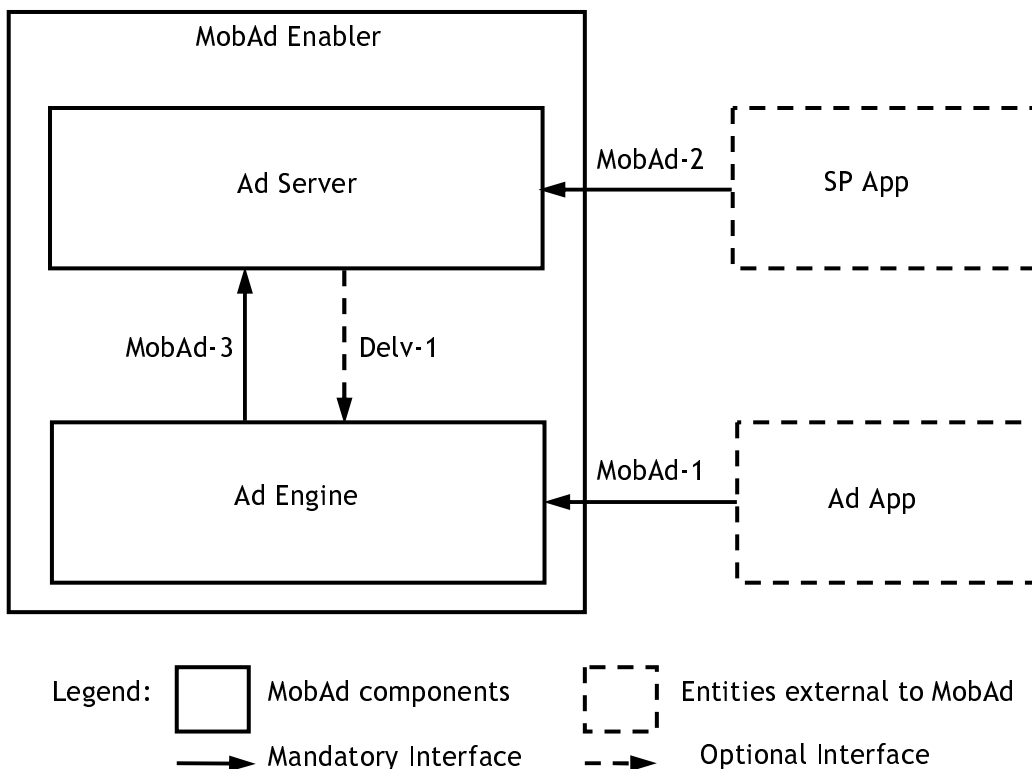 MobAd Enabler
Ad Server
MobAd-2
SP App
MobAd-3
Delv-1
Ad Engine
MobAd-1
Ad App
Legend:
MobAd components
Entities external to MobAd
Mandatory Interface
Optional Interface